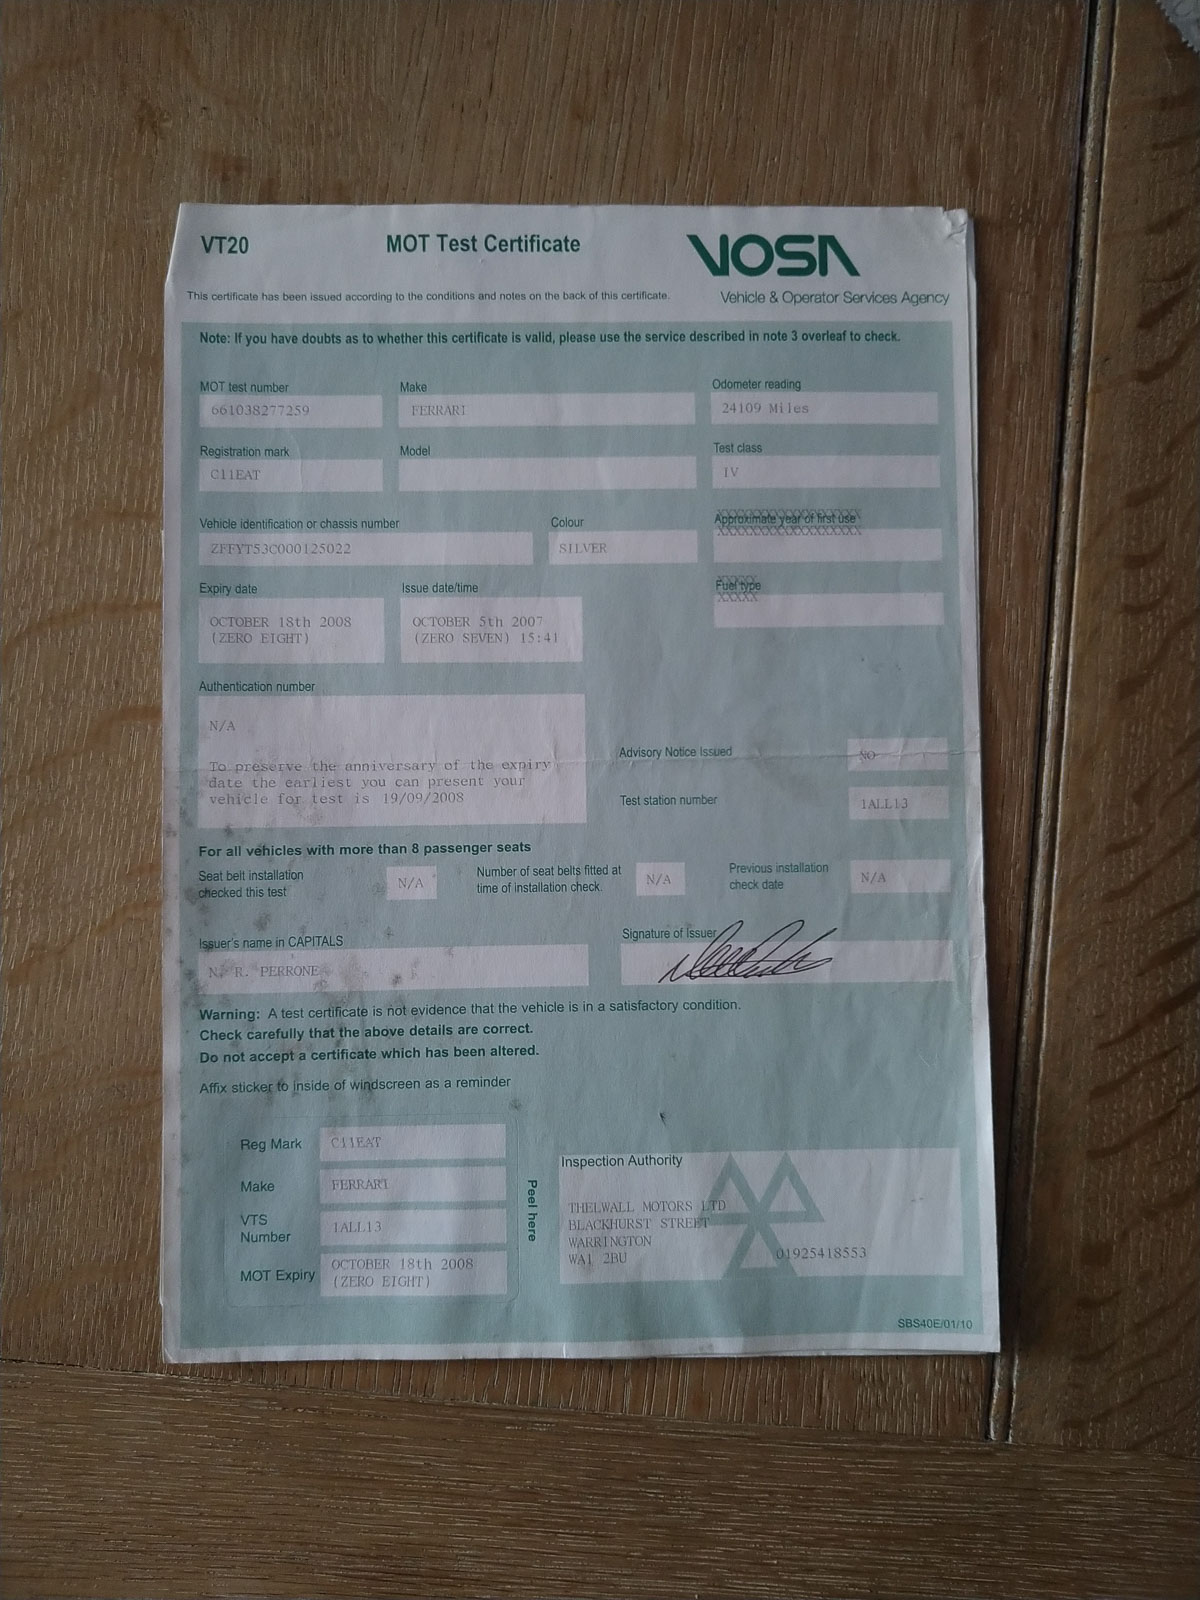 VT20
MOT Test Certificate
VOSA
This certificate has been issued according to the conditions and notes on the back of this certificate.
Vehicle & Operator Services Agency
Note: If you have doubts as to whether this certificate is valid, please use the service described in note 3 overleaf to check.
MOT test number
Make
Odometer reading
661038277259
FERRARI
24109 Miles
Registration mark
Model
Test class
C11EAT
IV
Vehicle identification or chassis number
Colour
Approximate year of first use
XXXXXXXXXXXXXXXXXX
ZFFYT53C000125022
SILVER
Expiry date
Issue date/time
Fuel type
XXXXX
OCTOBER 18th 2008
(ZERO EIGHT)
OCTOBER 5th 2007
(ZERO SEVEN) 15:41
Authentication number
N/A
To preserve the anniversary of the expiry
date the earliest you can present your
vehicle for test is 19/09/2008
Advisory Notice Issued
NO
Test station number
1ALL13
For all vehicles with more than 8 passenger seats
Seat belt installation
checked this test
N/A
Number of seat belts fitted at
time of installation check.
N/A
Previous installation
check date
N/A
Issuer's name in CAPITALS
Signature of Issuer
N. R. PERRONE
Warning: A test certificate is not evidence that the vehicle is in a satisfactory condition.
Check carefully that the above details are correct.
Do not accept a certificate which has been altered.
Affix sticker to inside of windscreen as a reminder
Reg Mark
C11EAT
Make
FERRARI
VTS
Number
1ALL13
MOT Expiry
OCTOBER 18th 2008
(ZERO EIGHT)
Peel here
Inspection Authority
THELWALL MOTORS LTD
BLACKHURST STREET
WARRINGTON
WA1 2BU
01925418553
SBS40E/01/10